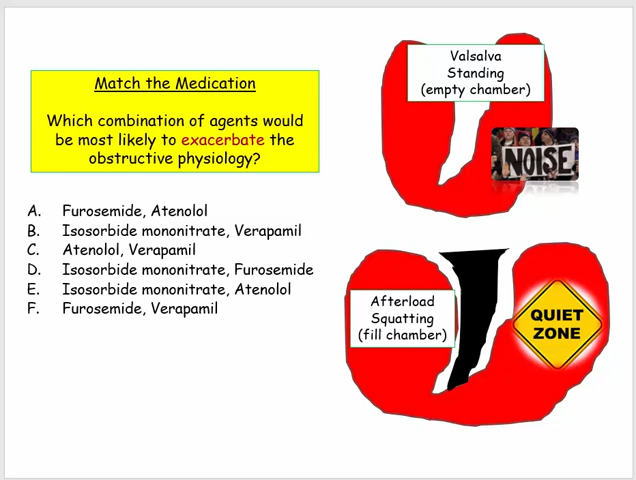 Match the Medication
Which combination of agents would
be most likely to exacerbate the
obstructive physiology?
A. Furosemide, Atenolol
B. Isosorbide mononitrate, Verapamil
C. Atenolol, Verapamil
D. Isosorbide mononitrate, Furosemide
E. Isosorbide mononitrate, Atenolol
F. Furosemide, Verapamil
Valsalva
Standing
(empty chamber)
NOISE
Afterload
Squatting
(fill chamber)
QUIET
ZONE